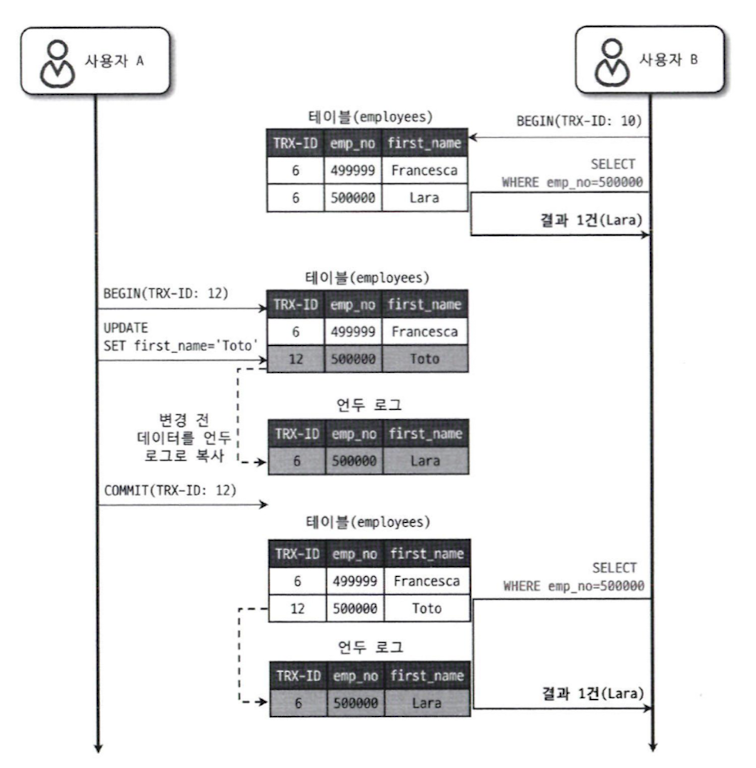 사용자 A
사용자 B
테이블(employees)
BEGIN(TRX-ID: 10)
TRX-ID emp_no first_name
6 499999 Francesca
6 500000 Lara
SELECT
WHERE emp_no=500000
결과 1건(Lara)
테이블(employees)
BEGIN(TRX-ID: 12)
TRX-ID emp_no first_name
UPDATE
SET first_name='Toto'
6 499999 Francesca
12 500000 Toto
변경 전
데이터를 언두
로그로 복사
언두 로그
TRX-ID emp_no first_name
6 500000 Lara
COMMIT(TRX-ID: 12)
테이블(employees)
TRX-ID emp_no first_name
6 499999 Francesca
12 500000 Toto
SELECT
WHERE emp_no=500000
언두 로그
TRX-ID emp_no first_name
6 500000 Lara
결과 1건(Lara)